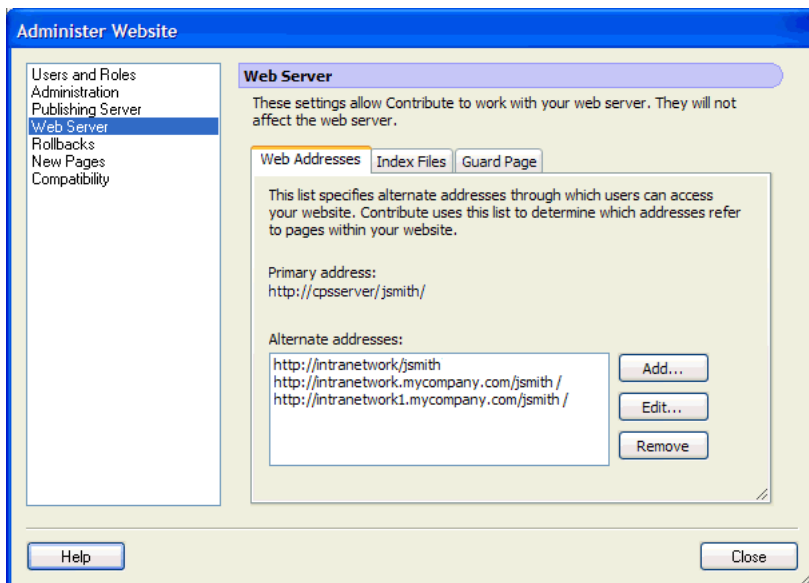 Administer Website
Users and Roles
Administration
Publishing Server
Web Server
Rollbacks
New Pages
Compatibility
Web Server
These settings allow Contribute to work with your web server. They will not
affect the web server.
Web Addresses
Index Files
Guard Page
This list specifies alternate addresses through which users can access
your website. Contribute uses this list to determine which addresses refer
to pages within your website.
Primary address:
http://cpsserver/jsmith/
Alternate addresses:
http://intranetwork/jsmith
http://intranetwork.mycompany.com/jsmith /
http://intranetwork1.mycompany.com/jsmith /
Add...
Edit...
Remove
Help
Close